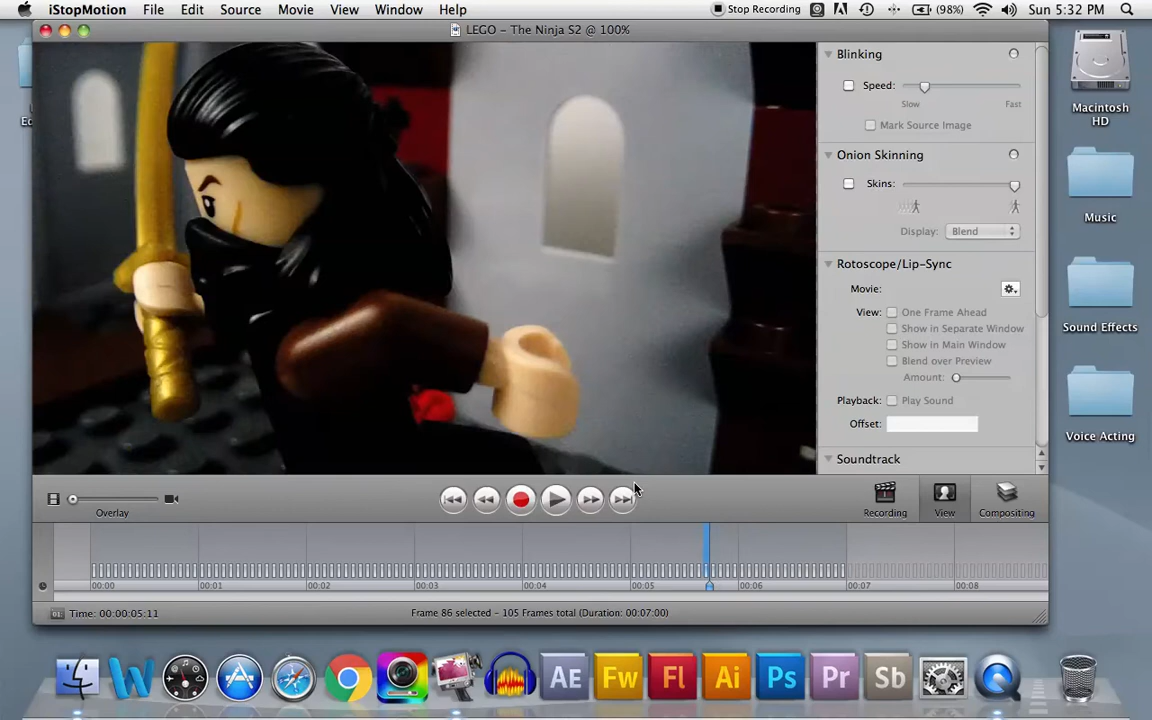 iStopMotion File Edit Source Movie View Window Help Stop Recording (98%) Sun 5:32 PM
LEGO - The Ninja S2 @ 100%
Blinking
Speed:
Slow Fast
Mark Source Image
Onion Skinning
Skins:
Display: Blend
Rotoscope/Lip-Sync
Movie:
View: One Frame Ahead
Show in Separate Window
Show in Main Window
Blend over Preview
Amount:
Playback: Play Sound
Offset:
Soundtrack
Overlay
Recording View Compositing
00:00 00:01 00:02 00:03 00:04 00:05 00:06 00:07 00:08
Time: 00:00:05:11 Frame 86 selected - 105 Frames total (Duration: 00:07:00)
Macintosh HD
Music
Sound Effects
Voice Acting
W AE Fw Fl Ai Ps Pr Sb